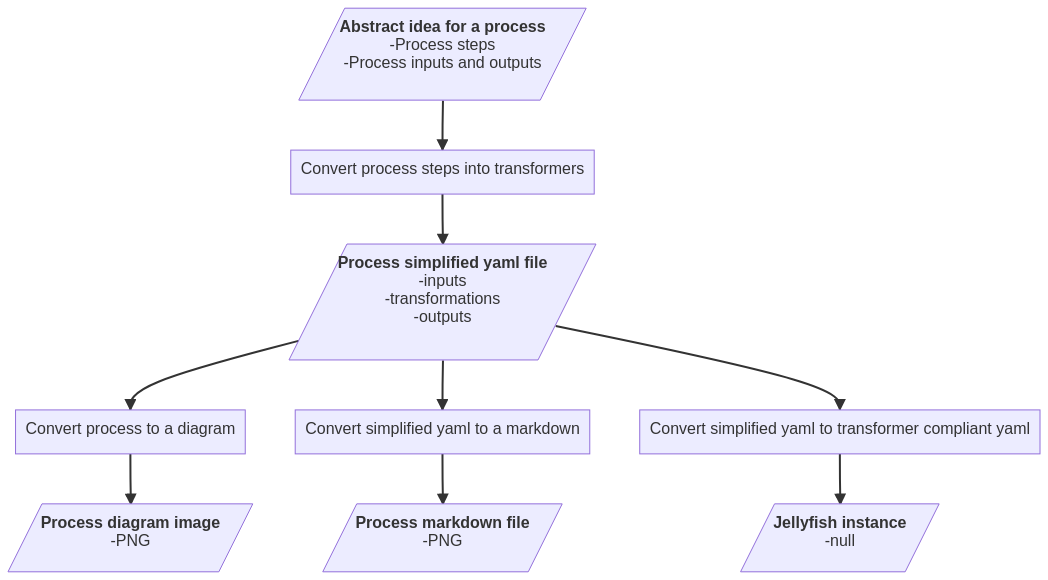 Abstract idea for a process
-Process steps
-Process inputs and outputs
Convert process steps into transformers
Process simplified yaml file
-inputs
-transformations
-outputs
Convert process to a diagram
Convert simplified yaml to a markdown
Convert simplified yaml to transformer compliant yaml
Process diagram image
-PNG
Process markdown file
-PNG
Jellyfish instance
-null